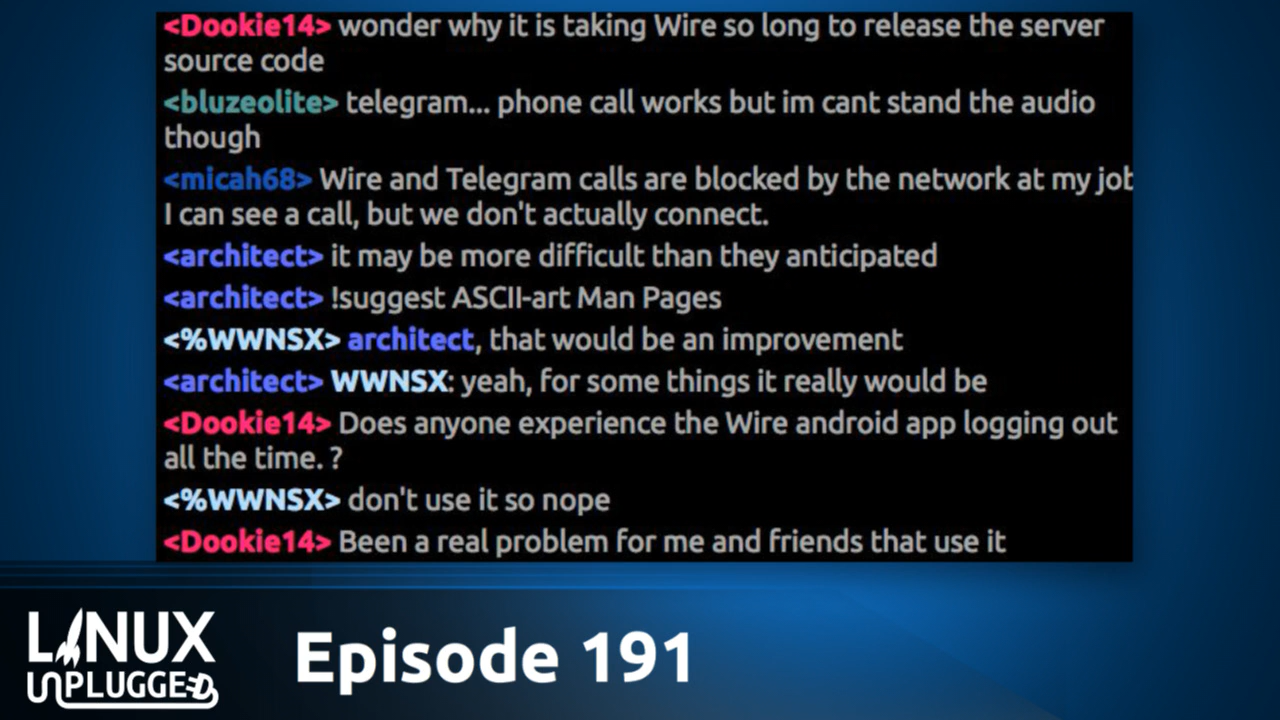 <Dookie14> wonder why it is taking Wire so long to release the server
source code
<bluzeolite> telegram... phone call works but im cant stand the audio
though
<micah68> Wire and Telegram calls are blocked by the network at my job
I can see a call, but we don't actually connect.
<architect> it may be more difficult than they anticipated
<architect> !suggest ASCII-art Man Pages
<%WWNSX> architect, that would be an improvement
<architect> WWNSX: yeah, for some things it really would be
<Dookie14> Does anyone experience the Wire android app logging out
all the time. ?
<%WWNSX> don't use it so nope
<Dookie14> Been a real problem for me and friends that use it
LINUX
UNPLUGGED
Episode 191